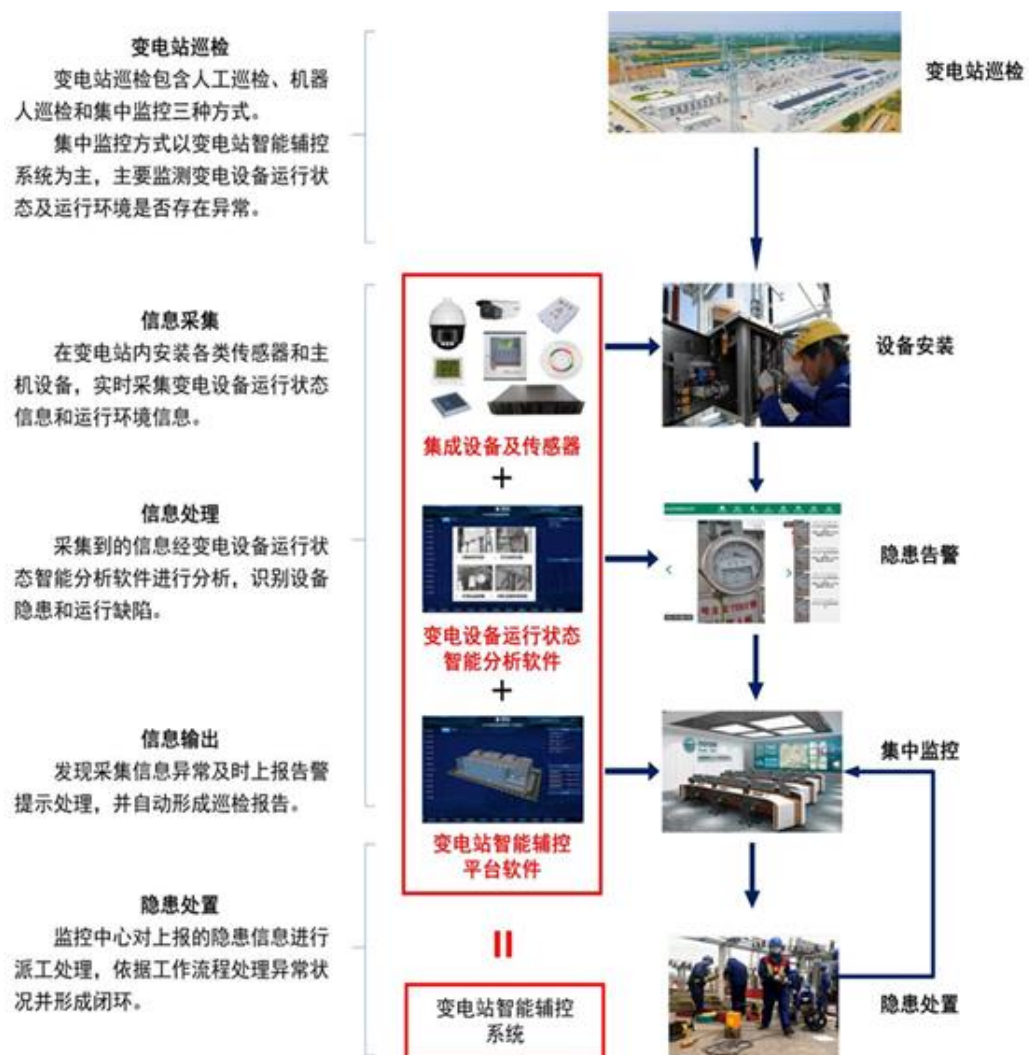 变电站巡检
变电站巡检包含人工巡检、机器
人巡检和集中监控三种方式。
集中监控方式以变电站智能辅控
系统为主，主要监测变电设备运行状
态及运行环境是否存在异常。
变电站巡检
信息采集
在变电站内安装各类传感器和主
机设备，实时采集变电设备运行状态
信息和运行环境信息。
集成设备及传感器
+
设备安装
信息处理
采集到的信息经变电设备运行状
态智能分析软件进行分析，识别设备
隐患和运行缺陷。
变电设备运行状态
智能分析软件
+
隐患告警
信息输出
发现采集信息异常及时上报告警
提示处理，并自动形成巡检报告。
变电站智能辅控
平台软件
集中监控
隐患处置
监控中心对上报的隐患信息进行
派工处理，依据工作流程处理异常状
况并形成闭环。
变电站智能辅控
系统
隐患处置